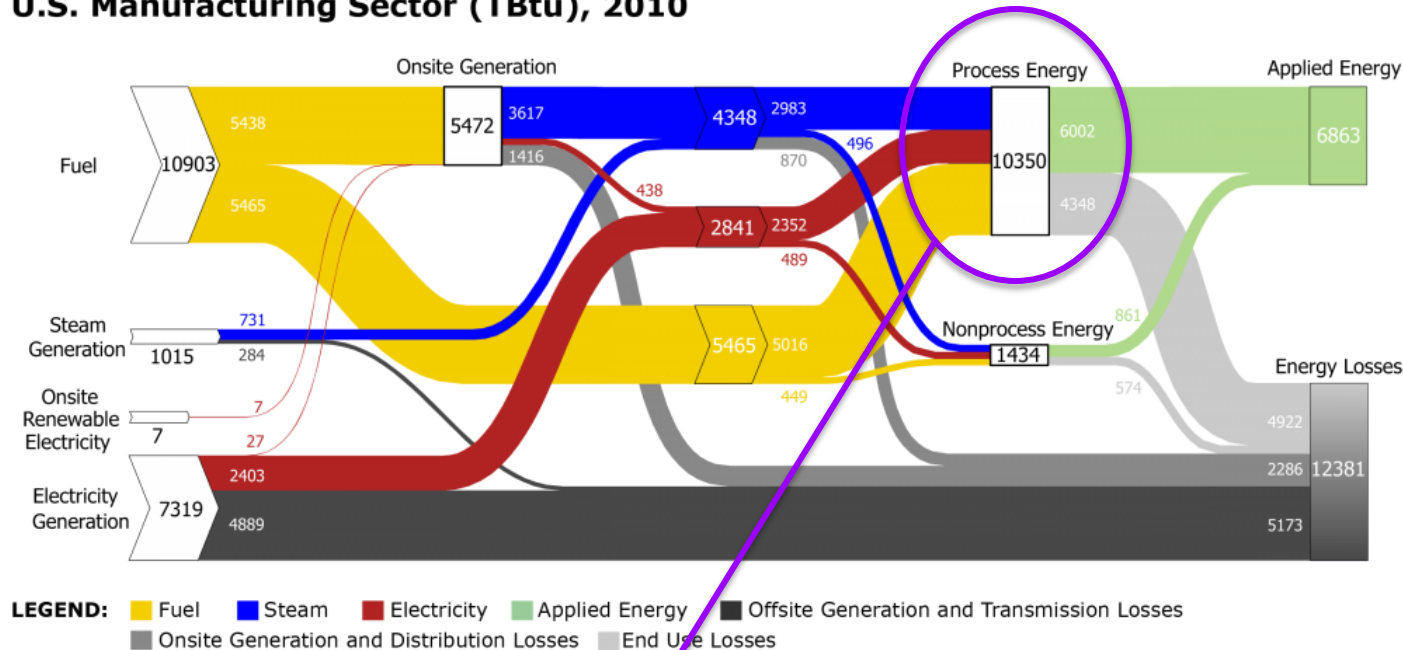 U.S. Manufacturing Sector (TBtu), 2010
Onsite Generation
Process Energy
Applied Energy
Fuel
10903
5438
5465
5472
3617
1416
438
4348
2983
870
496
2841
2352
489
5465
5016
449
10350
6002
4348
6863
Steam
Generation
1015
731
284
Onsite
Renewable
Electricity
7
7
27
Electricity
Generation
7319
2403
4889
Nonprocess Energy
1434
861
574
Energy Losses
4922
2286
5173
12381
LEGEND: Fuel Steam Electricity Applied Energy Offsite Generation and Transmission Losses
Onsite Generation and Distribution Losses End Use Losses